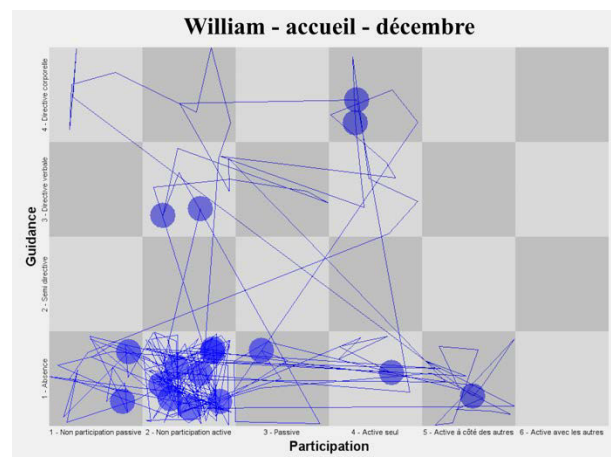 William - accueil - décembre
4 - Directive corporelle
3 - Directive verbale
2 - Semi directive
1 - Absence
Guidance
1 - Non participation passive
2 - Non participation active
3 - Passive
4 - Active seul
5 - Active à côté des autres
6 - Active avec les autres
Participation